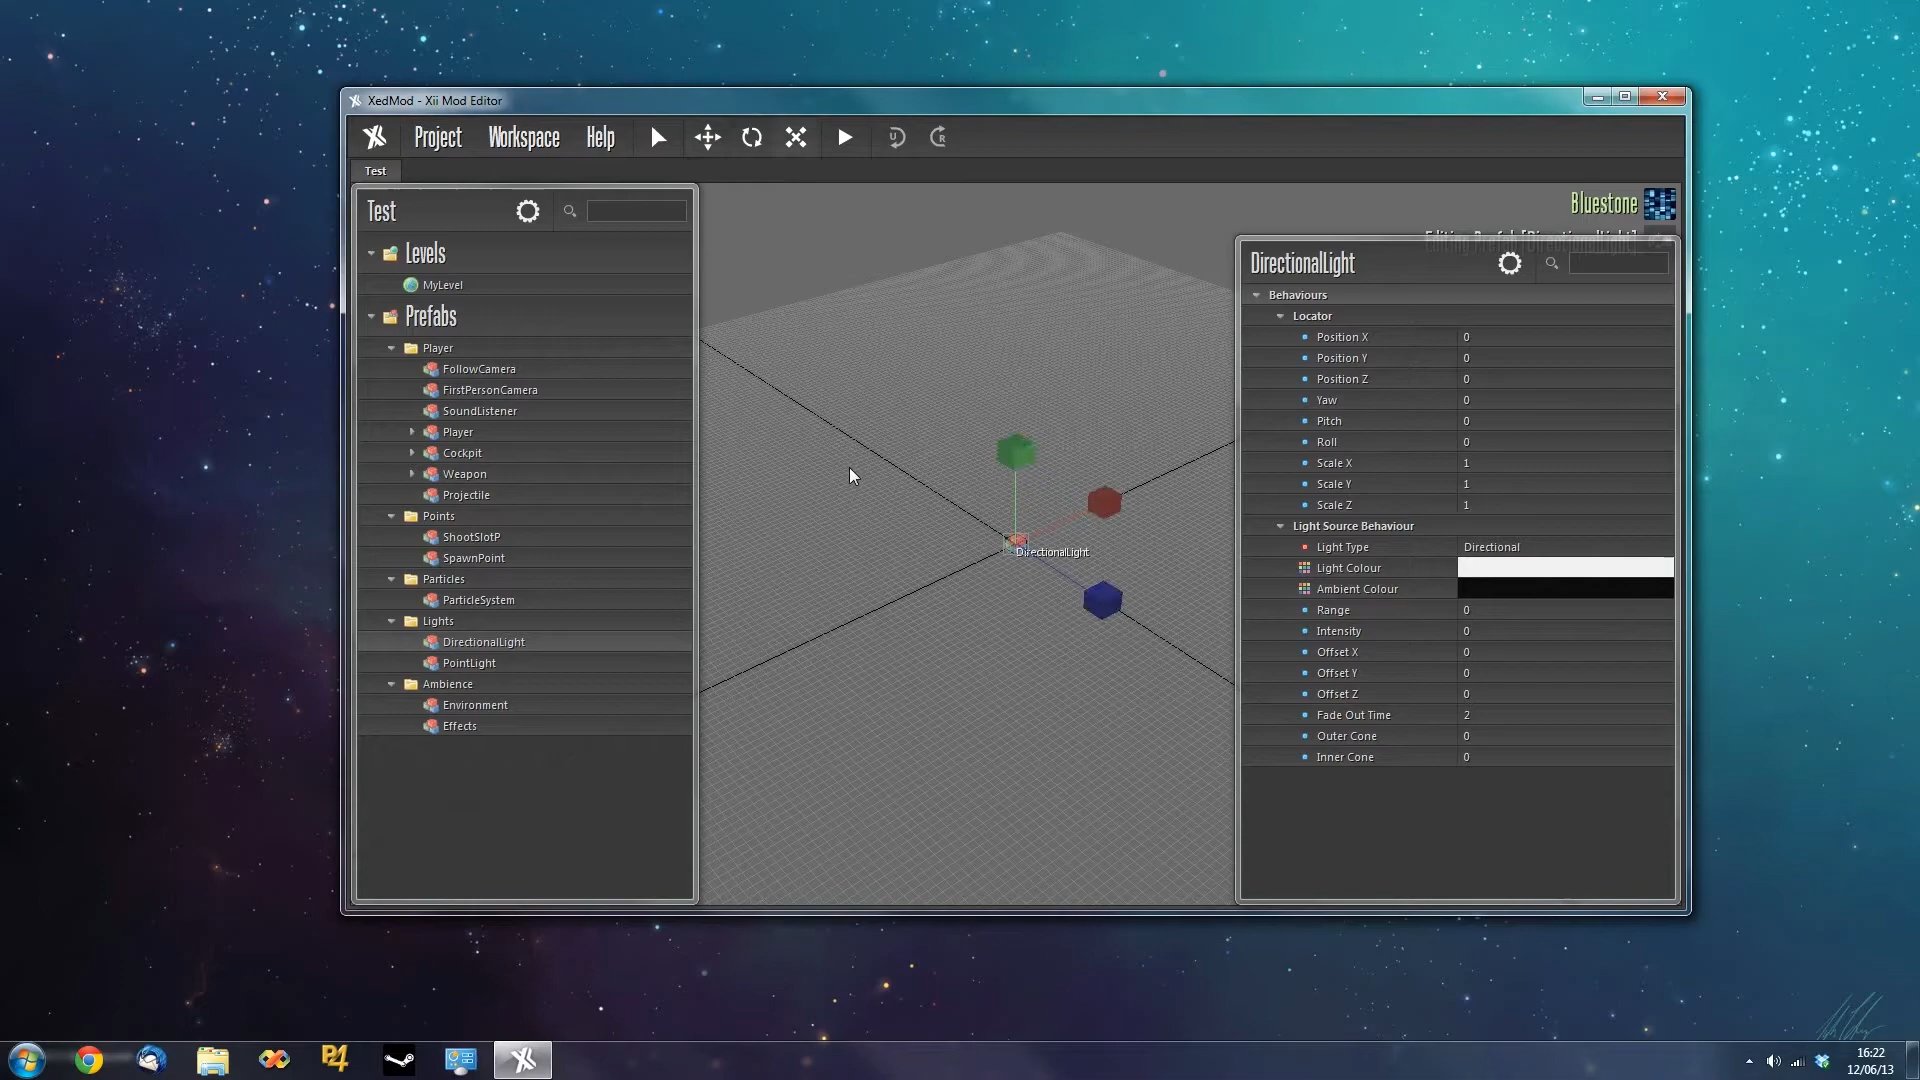 XedMod - Xii Mod Editor
Project Workspace Help
Test
Test
Levels
MyLevel
Prefabs
Player
FollowCamera
FirstPersonCamera
SoundListener
Player
Cockpit
Weapon
Projectile
Points
ShootSlotP
SpawnPoint
Particles
ParticleSystem
Lights
DirectionalLight
PointLight
Ambience
Environment
Effects
DirectionalLight
Bluestone
Editing Prefab [DirectionalLight]
DirectionalLight
Behaviours
Locator
Position X 0
Position Y 0
Position Z 0
Yaw 0
Pitch 0
Roll 0
Scale X 1
Scale Y 1
Scale Z 1
Light Source Behaviour
Light Type Directional
Light Colour
Ambient Colour
Range 0
Intensity 0
Offset X 0
Offset Y 0
Offset Z 0
Fade Out Time 2
Outer Cone 0
Inner Cone 0
P4
16:22
12/06/13